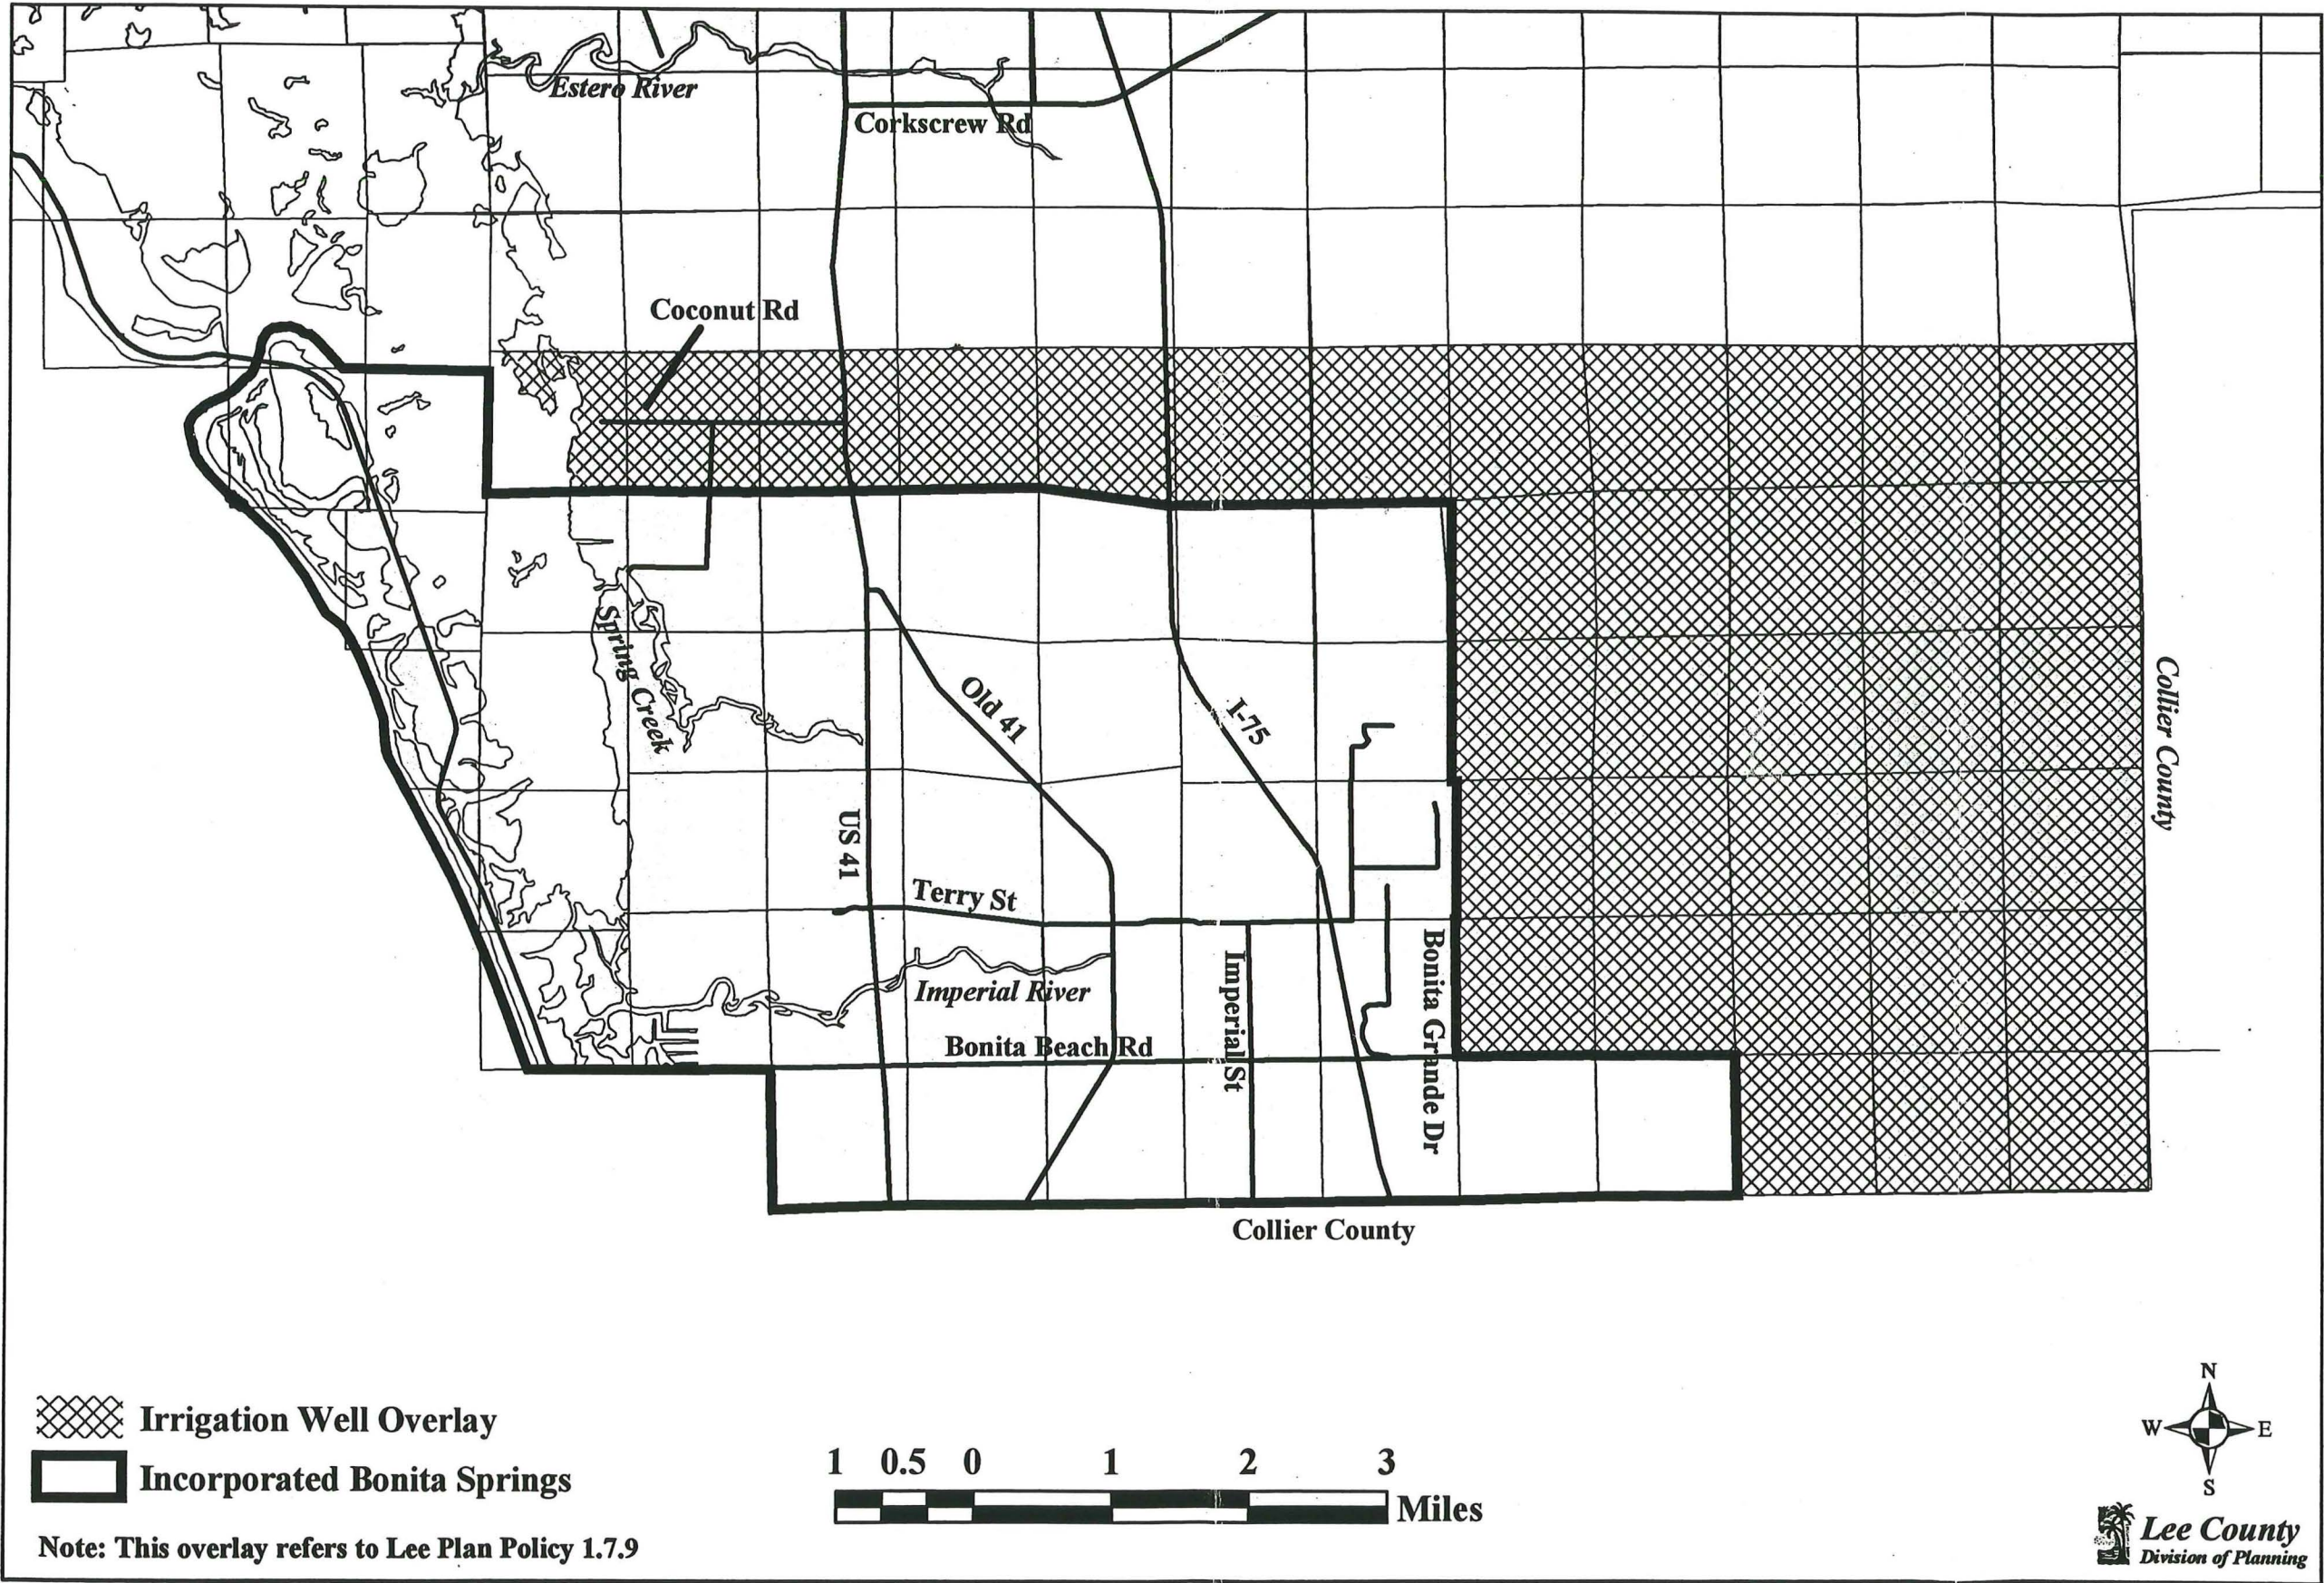 Estero River
Corkscrew Rd
Coconut Rd
Spring Creek
Old 41
I-75
Collier County
US 41
Terry St
Imperial River
Imperial St
Bonita Grande Dr
Bonita Beach Rd
Collier County
Irrigation Well Overlay
Incorporated Bonita Springs
Note: This overlay refers to Lee Plan Policy 1.7.9
1 0.5 0 1 2 3
Miles
N
W E
S
Lee County
Division of Planning